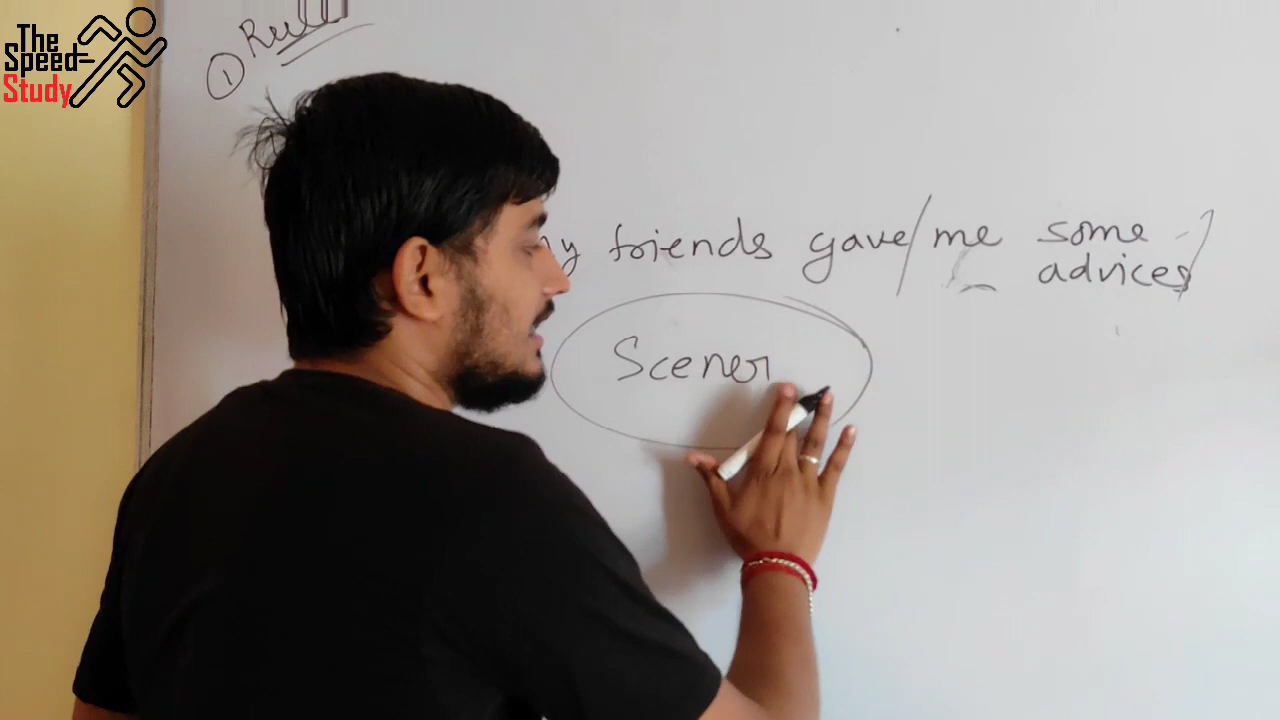 The
Speed
Study
① Rule
friends gave/me some
advices/
Scener